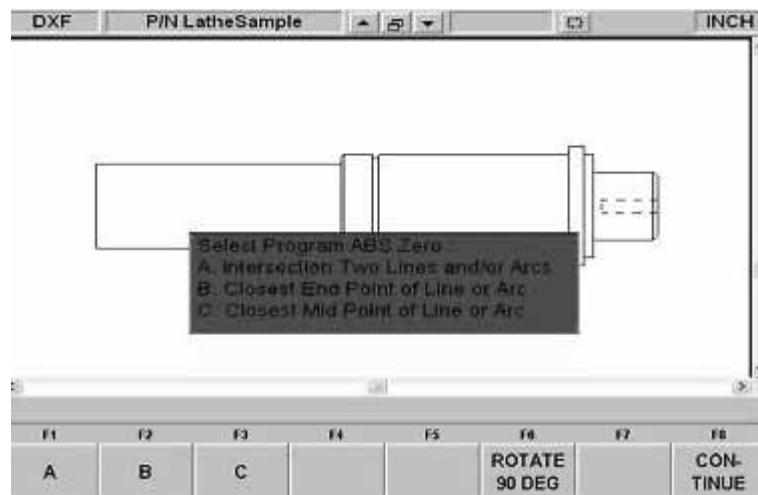 DXF P/N LatheSample INCH
Select Program ABS Zero :
A. Intersection Two Lines and/or Arcs
B. Closest End Point of Line or Arc
C. Closest Mid Point of Line or Arc
F1 F2 F3 F4 F5 F6 F7 F8
A B C ROTATE 90 DEG CON-TINUE